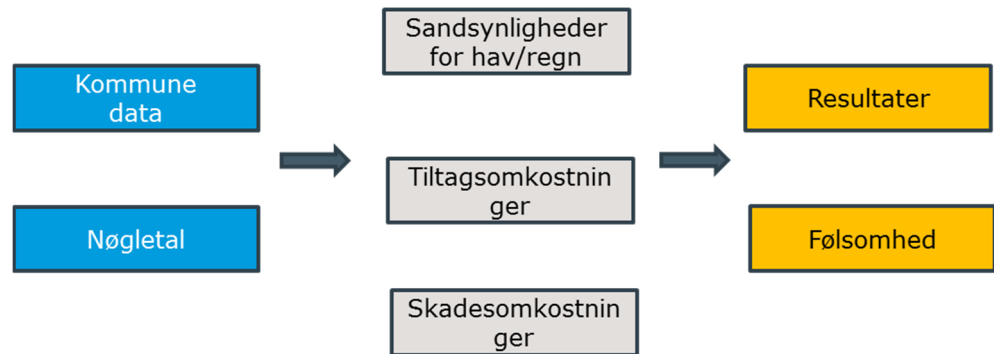 Kommune
data
Nøgletal
Sandsynligheder
for hav/regn
Tiltagsomkostnin
ger
Skadesomkostnin
ger
Resultater
Følsomhed